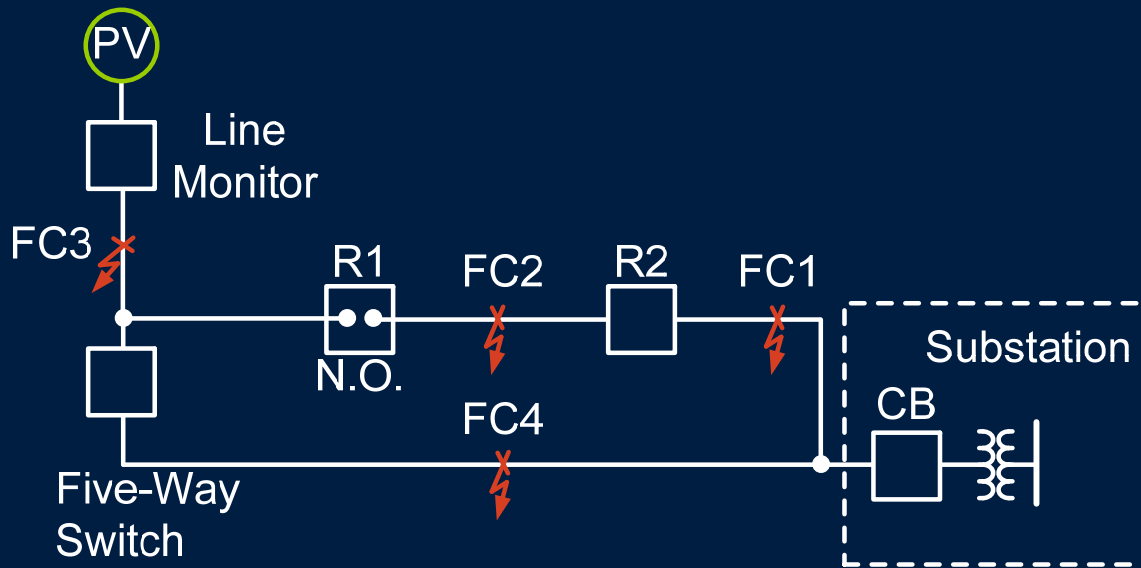 PV
Line
Monitor
FC3
R1
FC2
R2
FC1
N.O.
Substation
CB
FC4
Five-Way
Switch